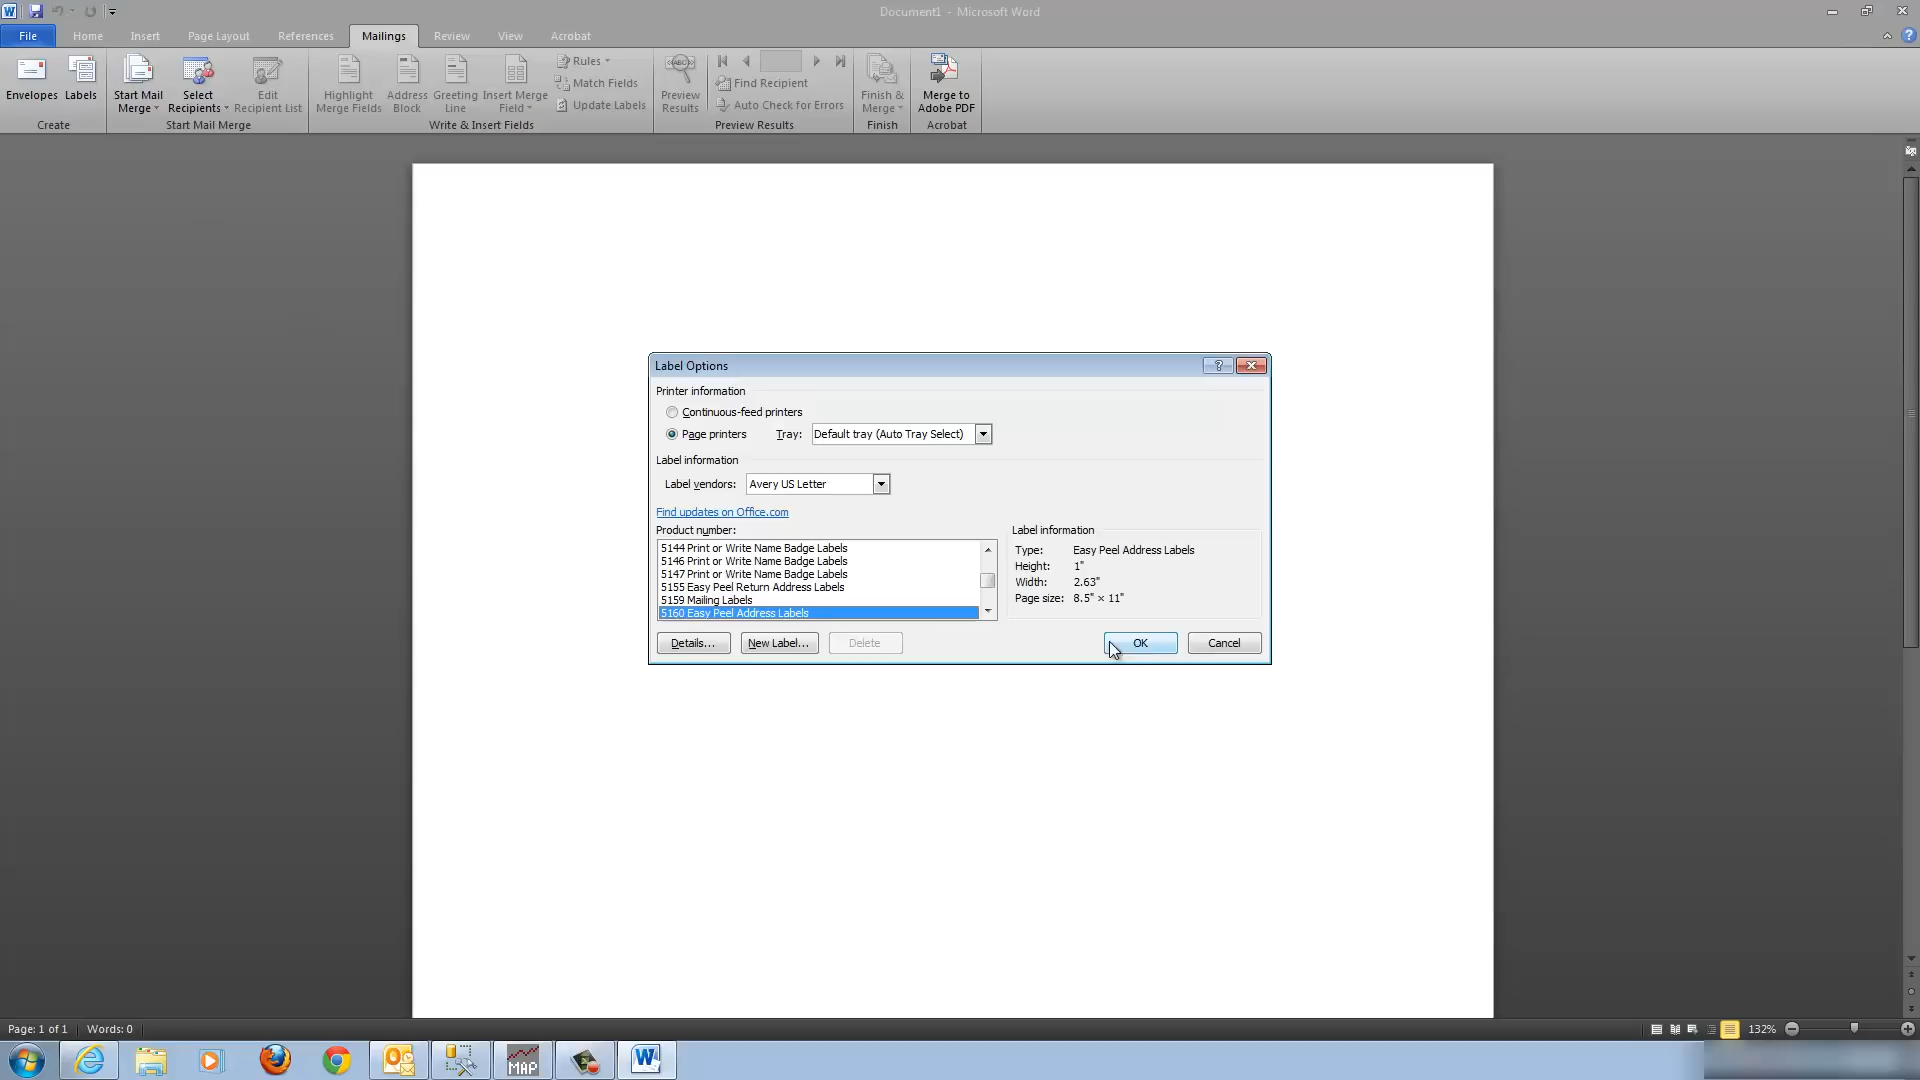 Document1 - Microsoft Word
File Home Insert Page Layout References Mailings Review View Acrobat
Envelopes Labels
Create
Start Mail Merge Select Recipients Edit Recipient List
Start Mail Merge
Highlight Merge Fields Address Block Greeting Line Insert Merge Field
Rules
Match Fields
Update Labels
Write & Insert Fields
ABC
Preview Results
Find Recipient
Auto Check for Errors
Preview Results
Finish & Merge
Finish
Merge to Adobe PDF
Acrobat
Label Options
Printer information
Continuous-feed printers
Page printers Tray: Default tray (Auto Tray Select)
Label information
Label vendors: Avery US Letter
Find updates on Office.com
Product number:
5144 Print or Write Name Badge Labels
5146 Print or Write Name Badge Labels
5147 Print or Write Name Badge Labels
5155 Easy Peel Return Address Labels
5159 Mailing Labels
5160 Easy Peel Address Labels
Label information
Type: Easy Peel Address Labels
Height: 1"
Width: 2.63"
Page size: 8.5" × 11"
Details... New Label... Delete OK Cancel
Page: 1 of 1 Words: 0 132%
MAP